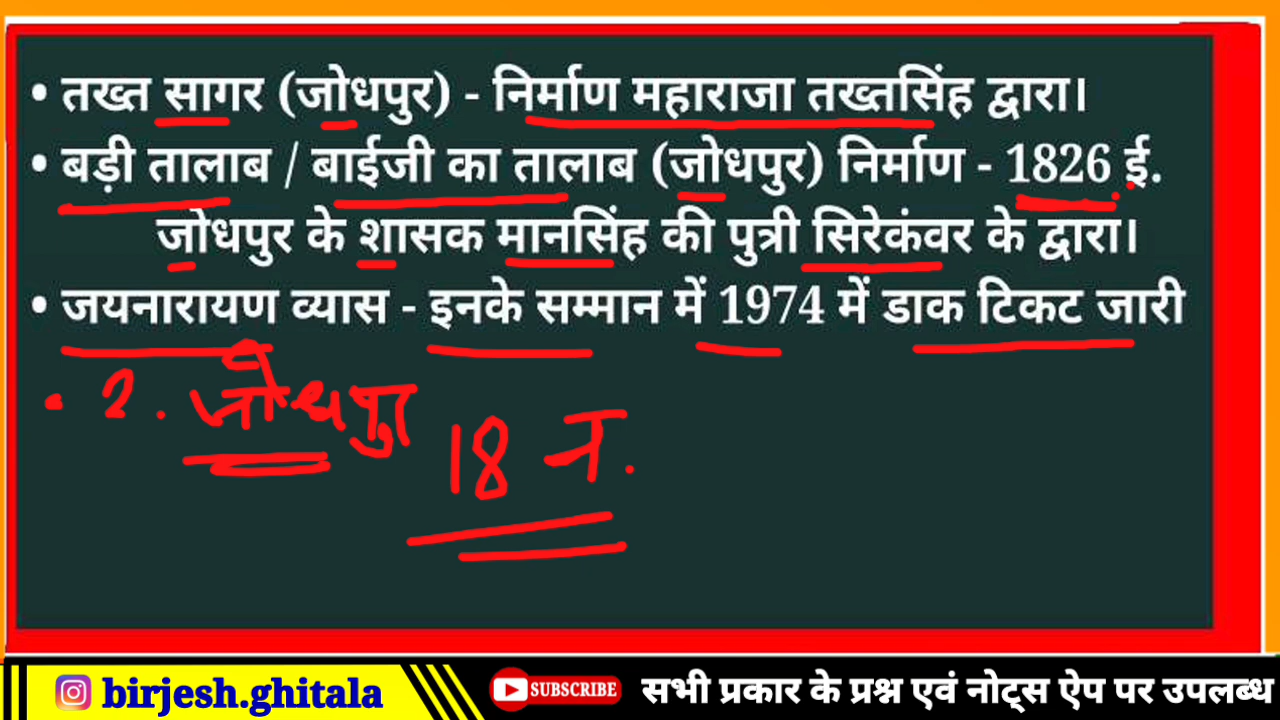 • तख्त सागर (जोधपुर) - निर्माण महाराजा तख्तसिंह द्वारा।
• बड़ी तालाब / बाईजी का तालाब (जोधपुर) निर्माण - 1826 ई.
जोधपुर के शासक मानसिंह की पुत्री सिरेकंवर के द्वारा।
• जयनारायण व्यास - इनके सम्मान में 1974 में डाक टिकट जारी
• 2. जोधपुर
18 न.
birjesh.ghitala SUBSCRIBE सभी प्रकार के प्रश्न एवं नोट्स ऐप पर उपलब्ध